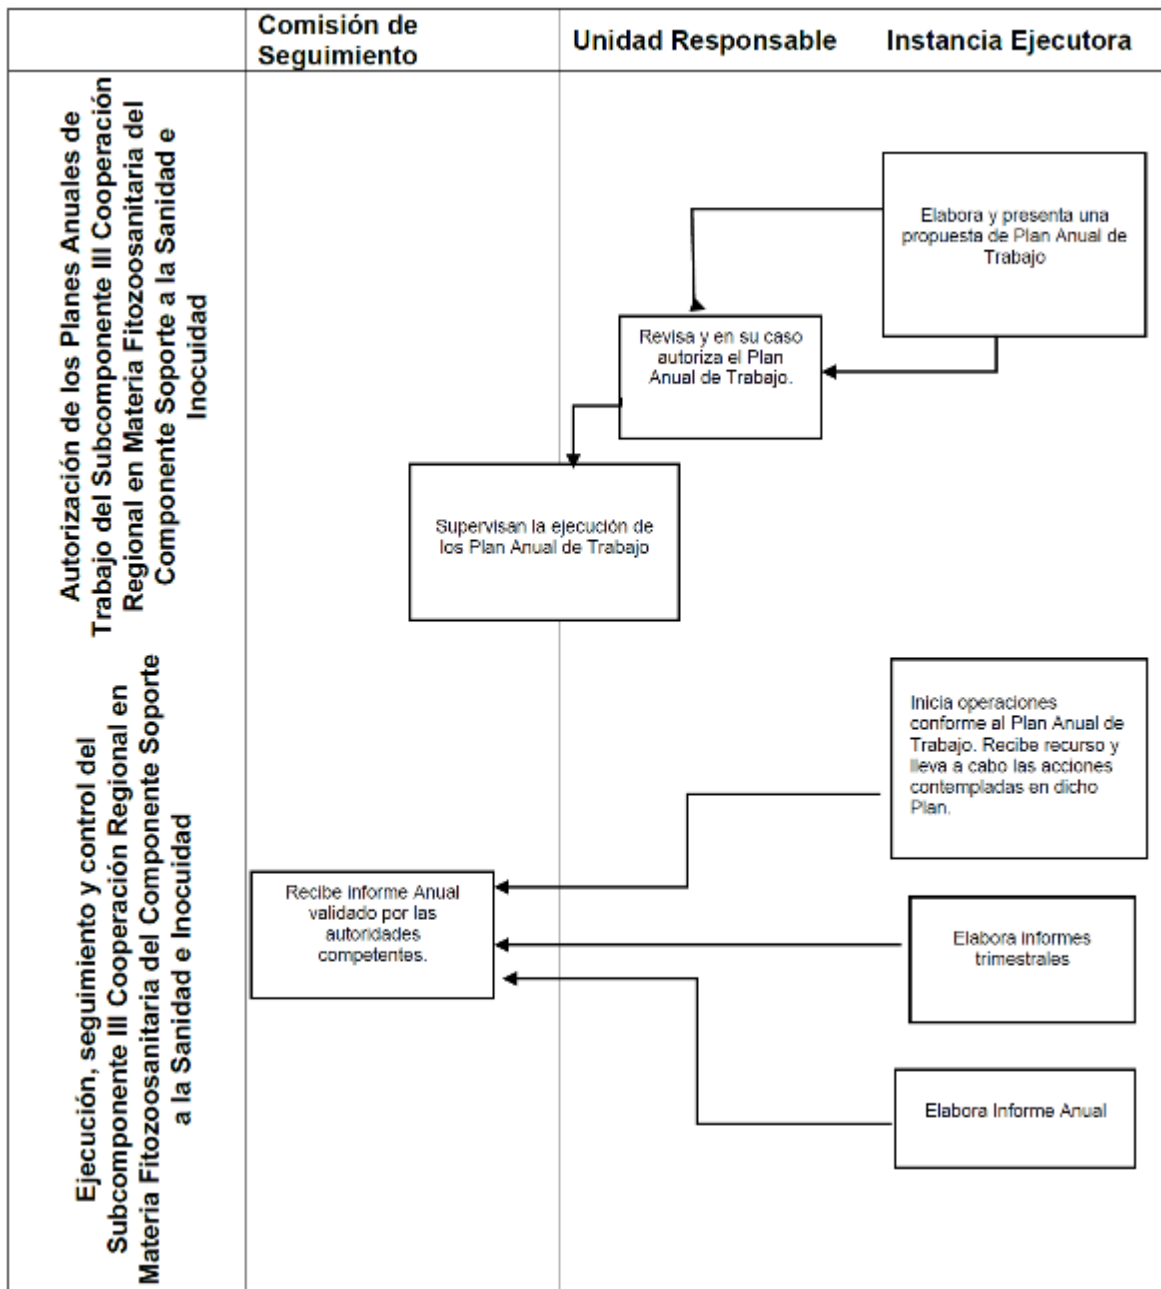 Comisión de
Seguimiento
Unidad Responsable
Instancia Ejecutora
Autorización de los Planes Anuales de
Trabajo del Subcomponente III Cooperación
Regional en Materia Fitozoosanitaria del
Componente Soporte a la Sanidad e
Inocuidad
Elabora y presenta una
propuesta de Plan Anual de
Trabajo
Revisa y en su caso
autoriza el Plan
Anual de Trabajo.
Supervisan la ejecución de
los Plan Anual de Trabajo
Ejecución, seguimiento y control del
Subcomponente III Cooperación Regional en
Materia Fitozoosanitaria del Componente Soporte
a la Sanidad e Inocuidad
Inicia operaciones
conforme al Plan Anual de
Trabajo. Recibe recurso y
lleva a cabo las acciones
contempladas en dicho
Plan.
Recibe informe Anual
validado por las
autoridades
competentes.
Elabora informes
trimestrales
Elabora Informe Anual